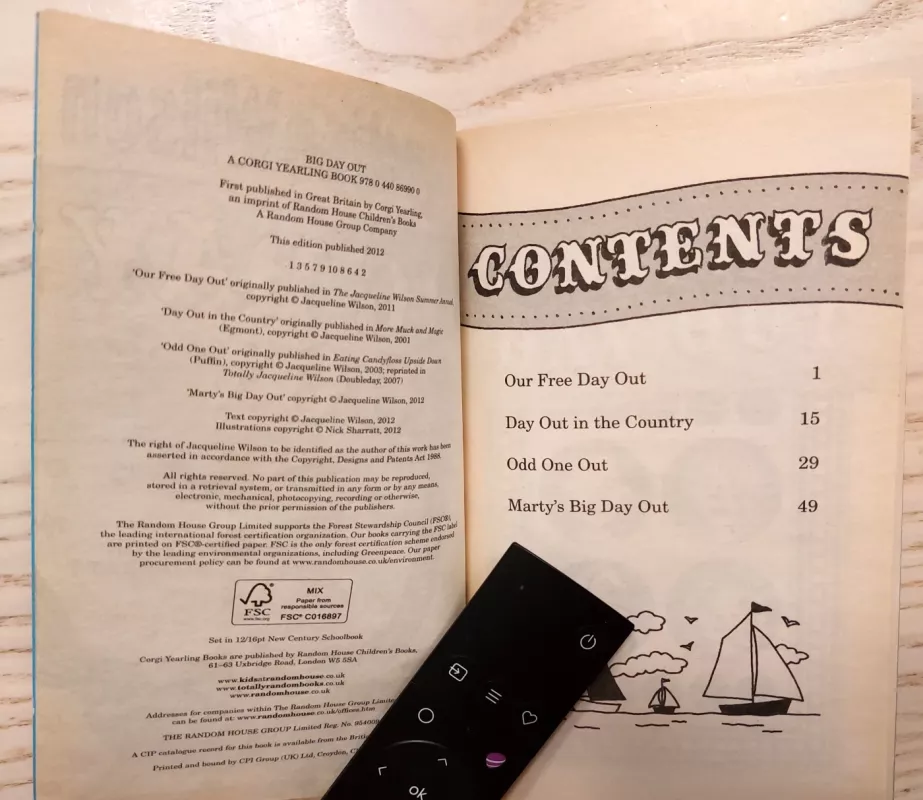 BIG DAY OUT
A CORGI YEARLING BOOK 978 0 440 86990 0
First published in Great Britain by Corgi Yearling,
an imprint of Random House Children's Books
A Random House Group Company
This edition published 2012
1 3 5 7 9 10 8 6 4 2
'Our Free Day Out' originally published in The Jacqueline Wilson Summer Annual,
copyright © Jacqueline Wilson, 2011
'Day Out in the Country' originally published in More Muck and Magic
(Egmont), copyright © Jacqueline Wilson, 2001
'Odd One Out' originally published in Eating Candyfloss Upside Down
(Puffin), copyright © Jacqueline Wilson, 2003; reprinted in
Totally Jacqueline Wilson (Doubleday, 2007)
'Marty's Big Day Out' copyright © Jacqueline Wilson, 2012
Text copyright © Jacqueline Wilson, 2012
Illustrations copyright © Nick Sharratt, 2012
The right of Jacqueline Wilson to be identified as the author of this work has been
asserted in accordance with the Copyright, Designs and Patents Act 1988.
All rights reserved. No part of this publication may be reproduced,
stored in a retrieval system, or transmitted in any form or by any means,
electronic, mechanical, photocopying, recording or otherwise,
without the prior permission of the publishers.
The Random House Group Limited supports the Forest Stewardship Council (FSC®),
the leading international forest certification organization. Our books carrying the FSC label
are printed on FSC®-certified paper. FSC is the only forest certification scheme endorsed
by the leading environmental organizations, including Greenpeace. Our paper
procurement policy can be found at www.randomhouse.co.uk/environment.
FSC
www.fsc.org
MIX
Paper from
responsible sources
FSC® C016897
Set in 12/16pt New Century Schoolbook
Corgi Yearling Books are published by Random House Children's Books,
61–63 Uxbridge Road, London W5 5SA
www.kidsatrandomhouse.co.uk
www.totallyrandombooks.co.uk
www.randomhouse.co.uk
Addresses for companies within The Random House Group Limite
can be found at: www.randomhouse.co.uk/offices.htm
THE RANDOM HOUSE GROUP Limited Reg. No. 954009
A CIP catalogue record for this book is available from the Britis
Printed and bound by CPI Group (UK) Ltd, Croydon,
CONTENTS
Our Free Day Out 1
Day Out in the Country 15
Odd One Out 29
Marty's Big Day Out 49
OK